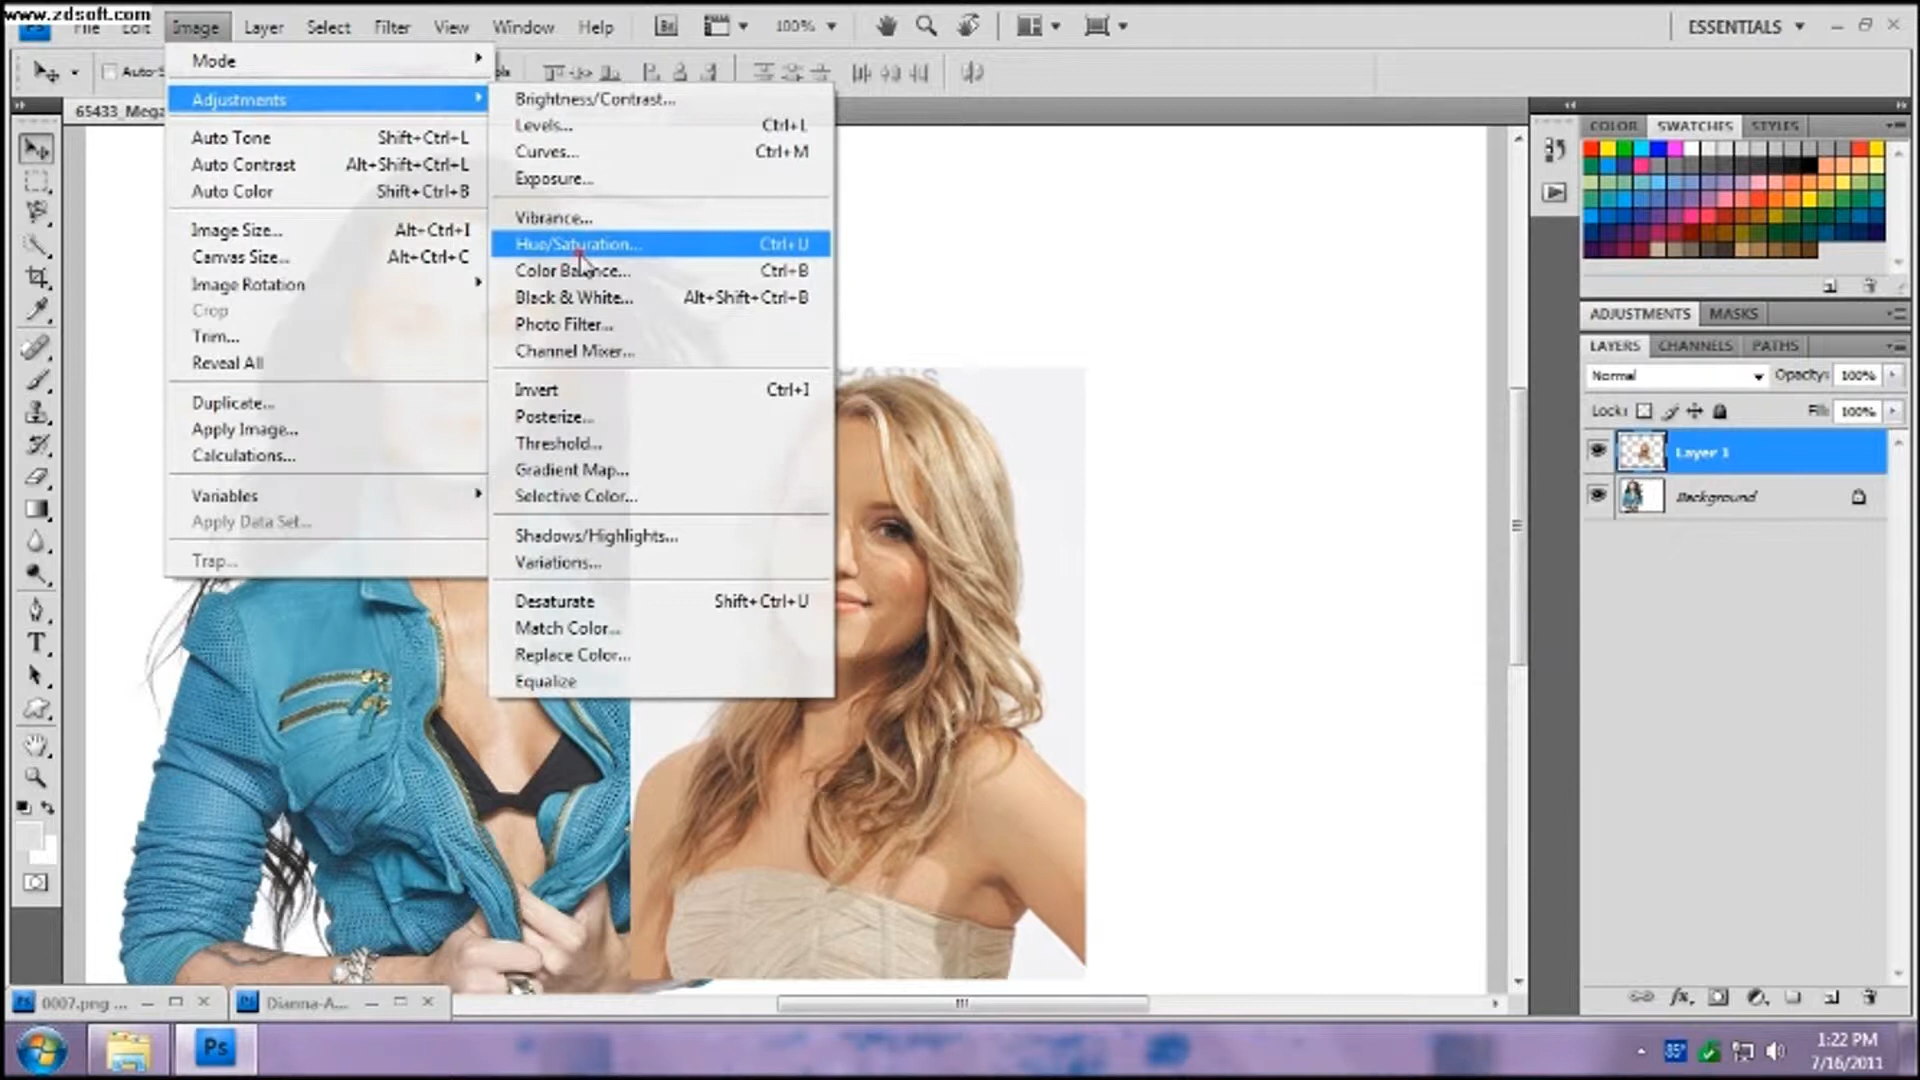 www.zdsoft.com
File Edit Image Layer Select Filter View Window Help Br 100% ESSENTIALS
Mode
Adjustments
Auto Tone Shift+Ctrl+L
Auto Contrast Alt+Shift+Ctrl+L
Auto Color Shift+Ctrl+B
Image Size... Alt+Ctrl+I
Canvas Size... Alt+Ctrl+C
Image Rotation
Crop
Trim...
Reveal All
Duplicate...
Apply Image...
Calculations...
Variables
Apply Data Set...
Trap...
Brightness/Contrast...
Levels... Ctrl+L
Curves... Ctrl+M
Exposure...
Vibrance...
Hue/Saturation... Ctrl+U
Color Balance... Ctrl+B
Black & White... Alt+Shift+Ctrl+B
Photo Filter...
Channel Mixer...
Invert Ctrl+I
Posterize...
Threshold...
Gradient Map...
Selective Color...
Shadows/Highlights...
Variations...
Desaturate Shift+Ctrl+U
Match Color...
Replace Color...
Equalize
Auto-S
65433_Mega
PARIS
COLOR SWATCHES STYLES
ADJUSTMENTS MASKS
LAYERS CHANNELS PATHS
Normal Opacity: 100%
Lock: Fill: 100%
Layer 1
Background
T
fx
0007.png ... Dianna-A...
Ps
85°
1:22 PM
7/16/2011